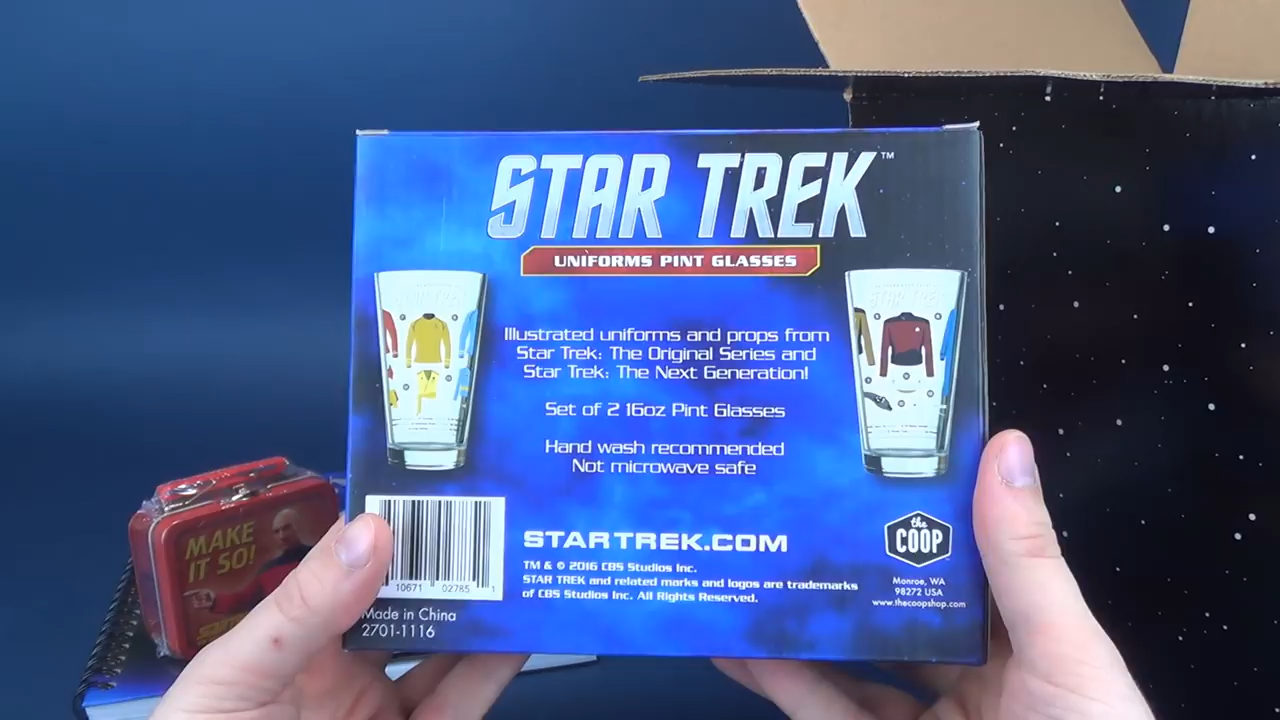 STAR TREK™
UNIFORMS PINT GLASSES
STAR TREK
STAR TREK
Illustrated uniforms and props from
Star Trek: The Original Series and
Star Trek: The Next Generation!
Set of 2 16oz Pint Glasses
Hand wash recommended
Not microwave safe
MAKE
IT SO!
10671 02785 1
STARTREK.COM
TM & © 2016 CBS Studios Inc.
STAR TREK and related marks and logos are trademarks
of CBS Studios Inc. All Rights Reserved.
the
COOP
Monroe, WA
98272 USA
www.thecoopshop.com
Made in China
2701-1116